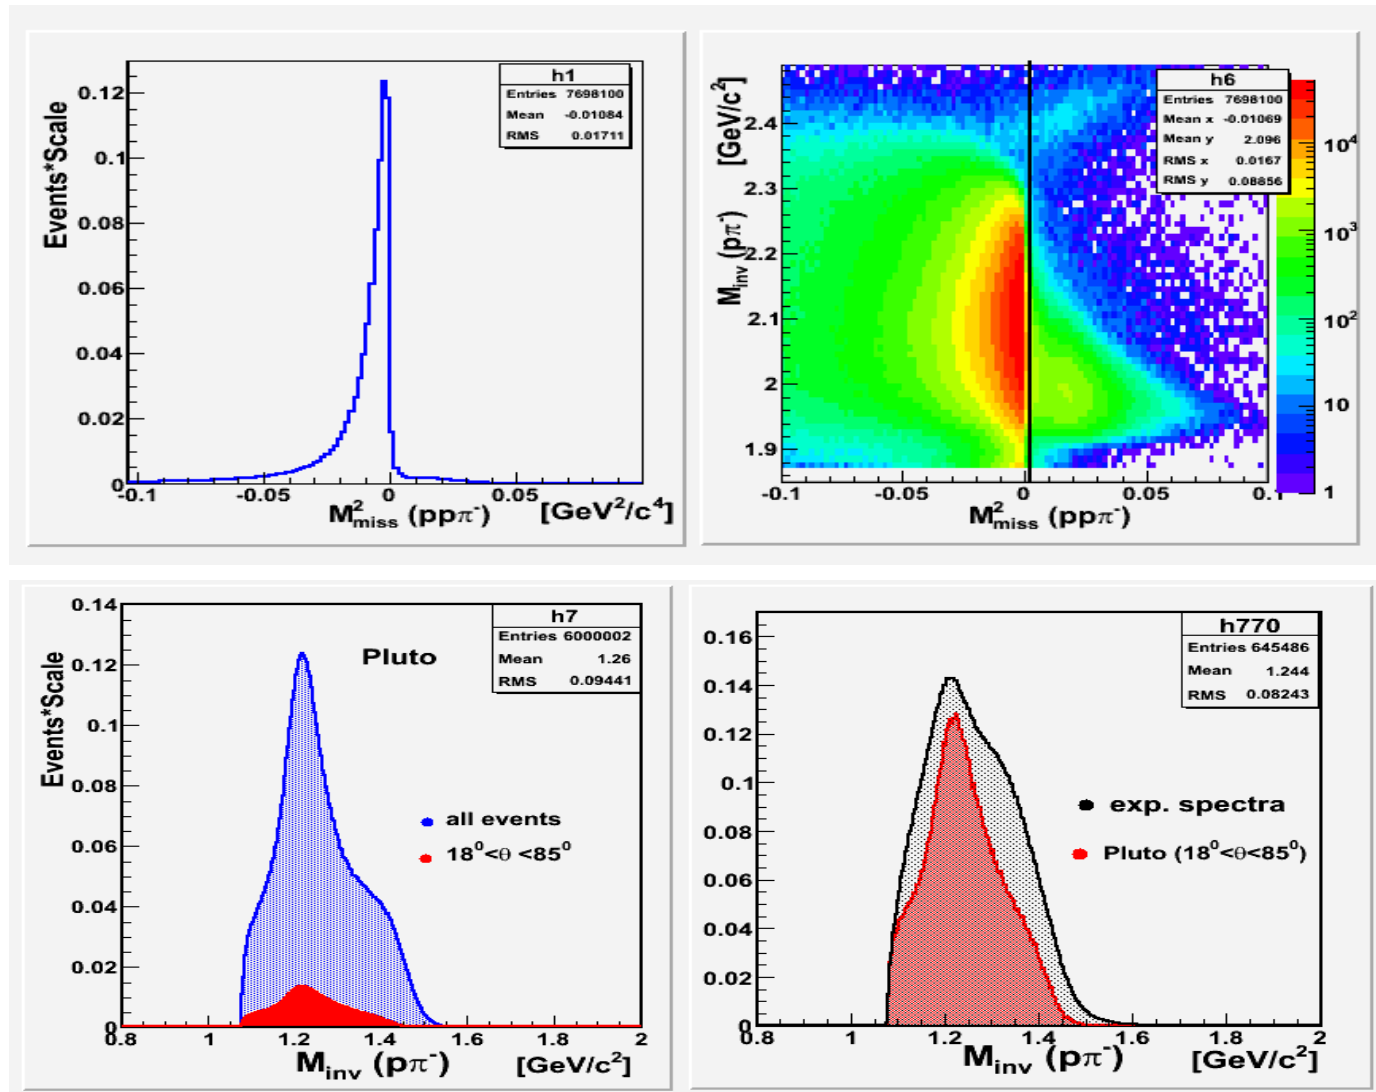 h1
Entries 7698100
Mean -0.01084
RMS 0.01711
Events*Scale
0.12
0.1
0.08
0.06
0.04
0.02
0
-0.1 -0.05 0 0.05
M²miss (ppπ⁻) [GeV²/c⁴]
h6
Entries 7698100
Mean x -0.01069
Mean y 2.096
RMS x 0.0167
RMS y 0.08856
Minv (pπ⁻) [GeV/c²]
2.4
2.3
2.2
2.1
2
1.9
-0.1 -0.05 0 0.05 0.1
M²miss (ppπ⁻)
10⁴
10³
10²
10
1
h7
Entries 6000002
Mean 1.26
RMS 0.09441
Pluto
Events*Scale
0.14
0.12
0.1
0.08
0.06
0.04
0.02
0
all events
18⁰<θ <85⁰
0.8 1 1.2 1.4 1.6 1.8 2
Minv (pπ⁻) [GeV/c²]
h770
Entries 645486
Mean 1.244
RMS 0.08243
0.16
0.14
0.12
0.1
0.08
0.06
0.04
0.02
0
exp. spectra
Pluto (18⁰<θ<85⁰)
0.8 1 1.2 1.4 1.6 1.8 2
Minv (pπ⁻) [GeV/c²]